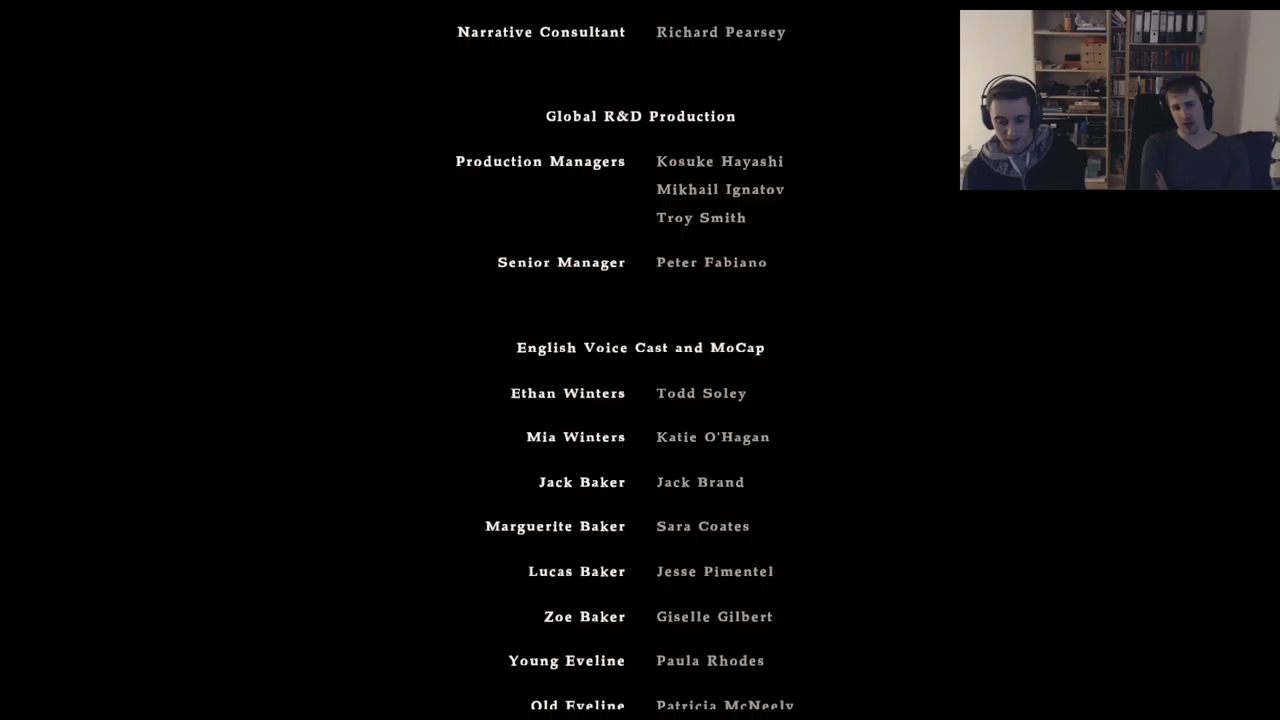 Narrative Consultant Richard Pearsey
Global R&D Production
Production Managers Kosuke Hayashi
Mikhail Ignatov
Troy Smith
Senior Manager Peter Fabiano
English Voice Cast and MoCap
Ethan Winters Todd Soley
Mia Winters Katie O'Hagan
Jack Baker Jack Brand
Marguerite Baker Sara Coates
Lucas Baker Jesse Pimentel
Zoe Baker Giselle Gilbert
Young Eveline Paula Rhodes
Old Eveline Patricia McNeely